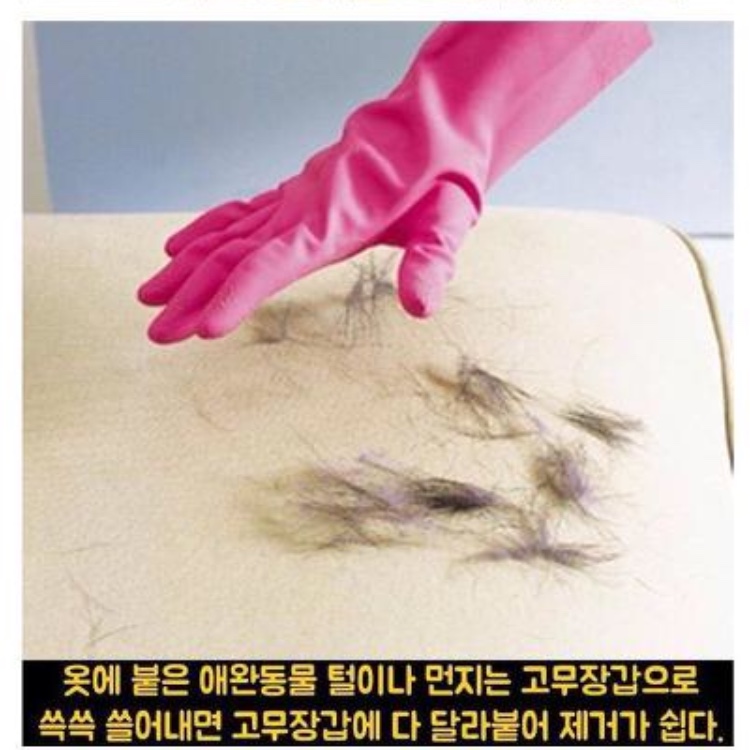 옷에 붙은 애완동물 털이나 먼지는 고무장갑으로
쓱쓱 쓸어내면 고무장갑에 다 달라붙어 제거가 쉽다.